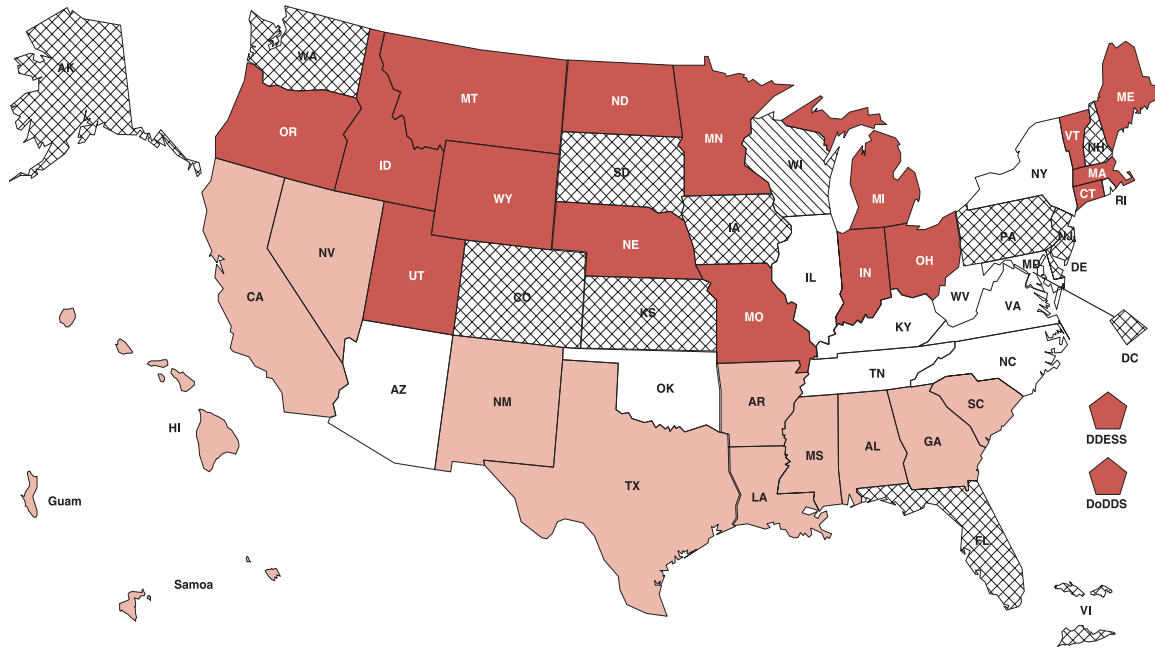 AK
WA
MT
ND
MN
ME
VT
NH
OR
ID
SD
WI
MI
NY
MA
CT
RI
WY
NE
IA
PA
NJ
NV
UT
CO
KS
MO
IL
IN
OH
MD
DE
CA
WV
VA
KY
DC
AZ
NM
OK
AR
TN
NC
SC
HI
TX
LA
MS
AL
GA
DDESS
Guam
DoDDS
FL
Samoa
VI